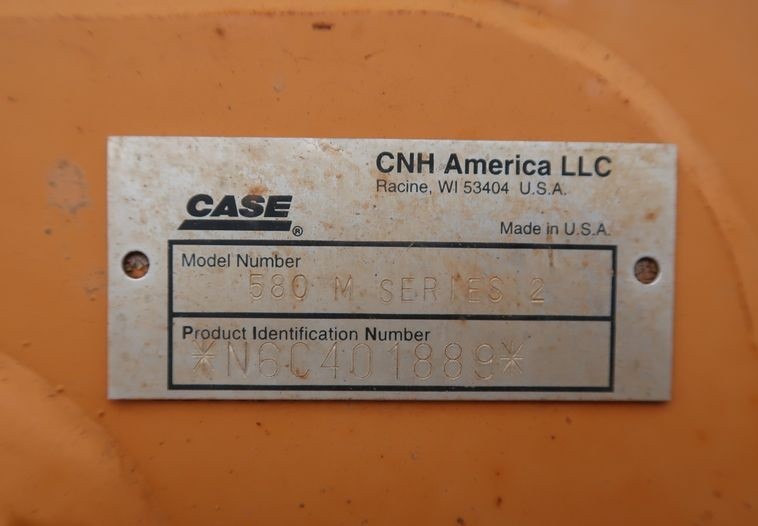 CNH America LLC
Racine, WI 53404 U.S.A.
CASE®
Made in U.S.A.
Model Number
580 M SERIES 2
Product Identification Number
*N6C401889*